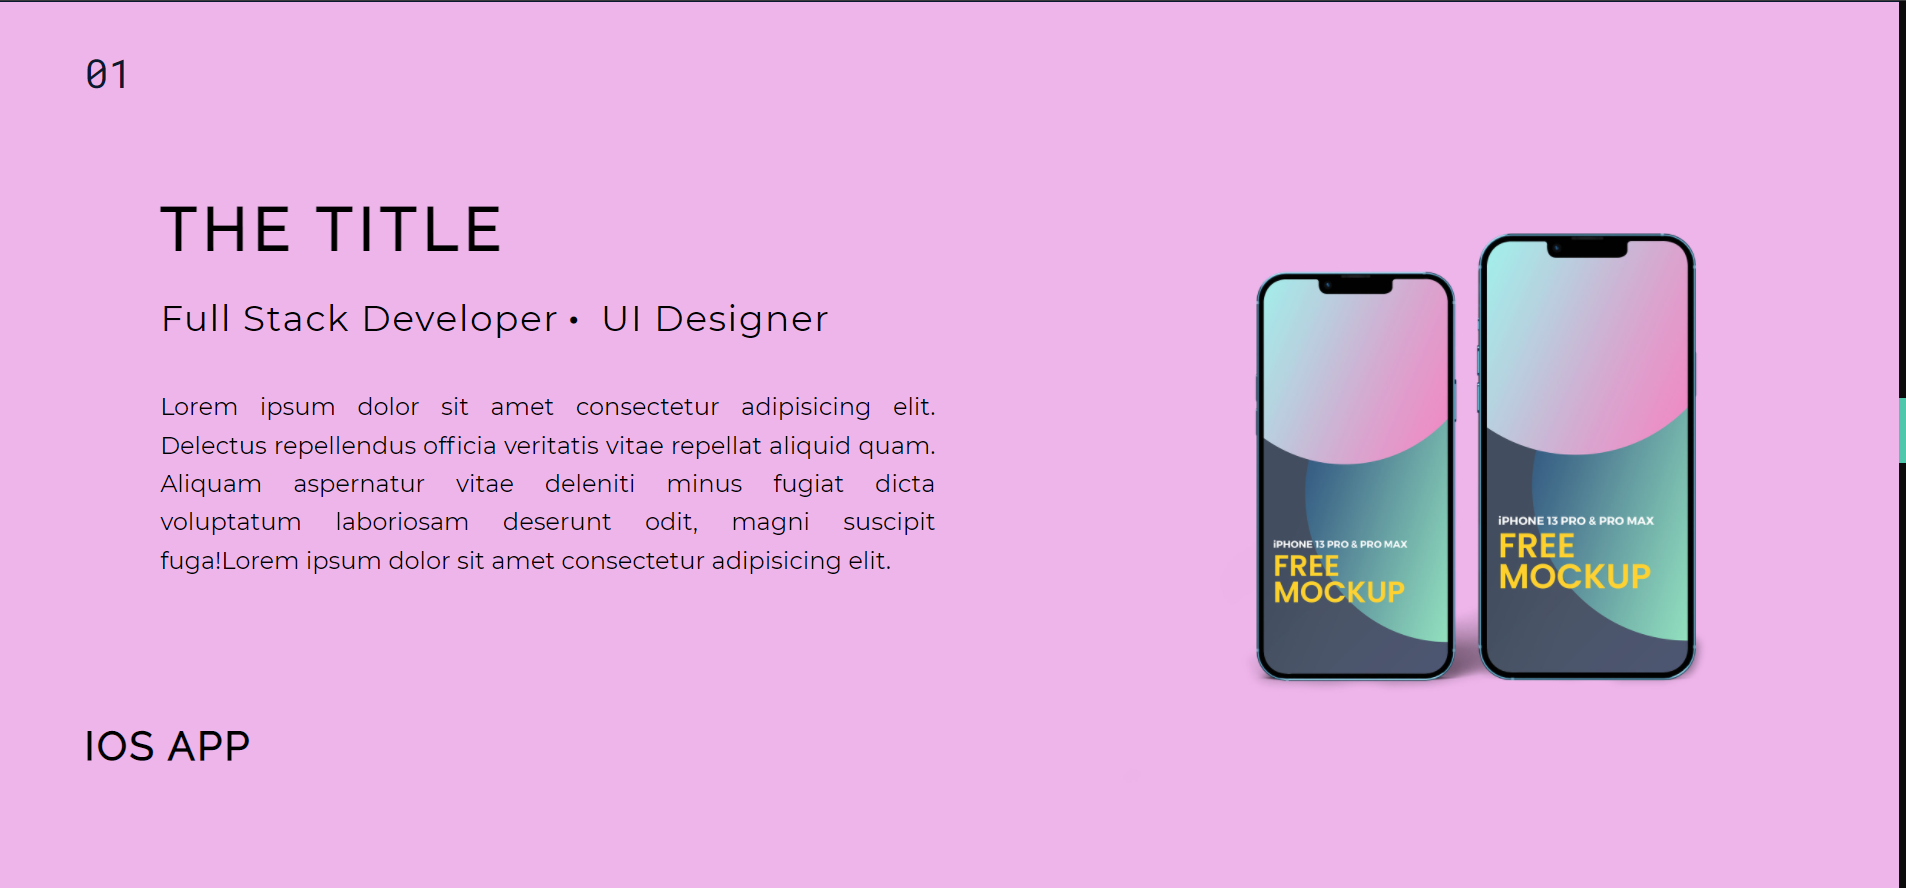 01
THE TITLE
Full Stack Developer • UI Designer
Lorem ipsum dolor sit amet consectetur adipisicing elit.
Delectus repellendus officia veritatis vitae repellat aliquid quam.
Aliquam aspernatur vitae deleniti minus fugiat dicta
voluptatum laboriosam deserunt odit, magni suscipit
fuga!Lorem ipsum dolor sit amet consectetur adipisicing elit.
iPHONE 13 PRO & PRO MAX
FREE
MOCKUP
iPHONE 13 PRO & PRO MAX
FREE
MOCKUP
IOS APP